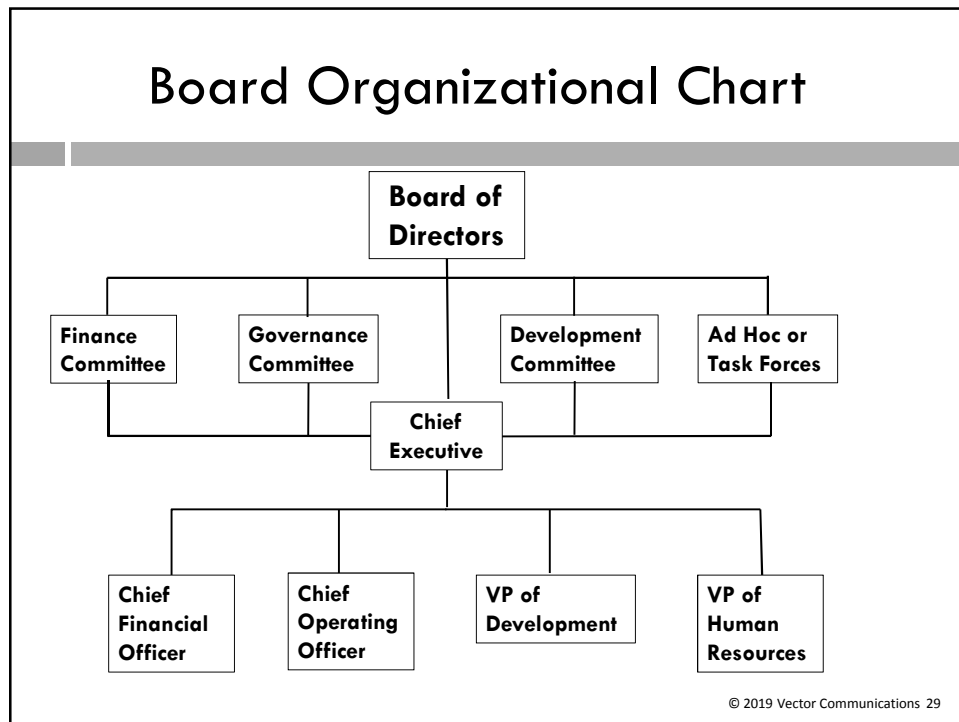 Board Organizational Chart
Board of
Directors
Finance
Committee
Governance
Committee
Development
Committee
Ad Hoc or
Task Forces
Chief
Executive
Chief
Financial
Officer
Chief
Operating
Officer
VP of
Development
VP of
Human
Resources
© 2019 Vector Communications 29